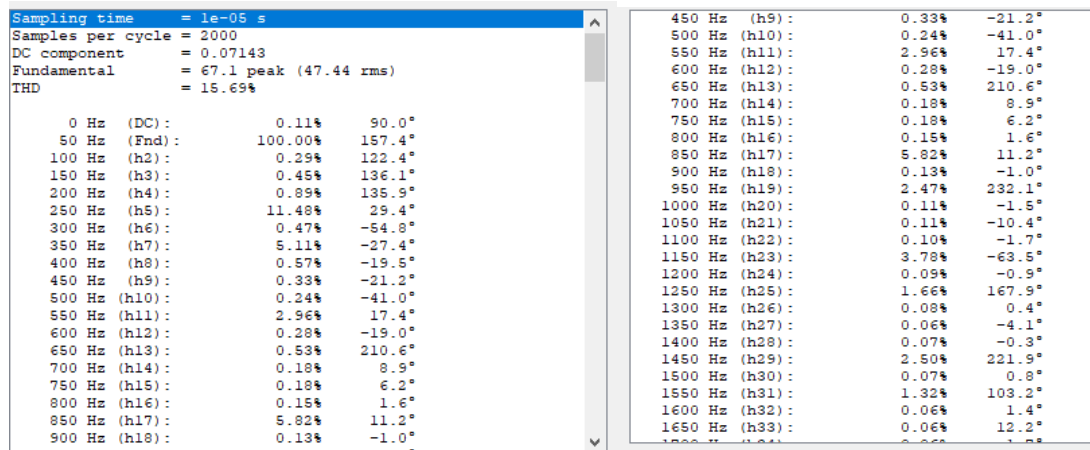 Sampling time = 1e-05 s
Samples per cycle = 2000
DC component = 0.07143
Fundamental = 67.1 peak (47.44 rms)
THD = 15.69%
0 Hz (DC): 0.11% 90.0°
50 Hz (Fnd): 100.00% 157.4°
100 Hz (h2): 0.29% 122.4°
150 Hz (h3): 0.45% 136.1°
200 Hz (h4): 0.89% 135.9°
250 Hz (h5): 11.48% 29.4°
300 Hz (h6): 0.47% -54.8°
350 Hz (h7): 5.11% -27.4°
400 Hz (h8): 0.57% -19.5°
450 Hz (h9): 0.33% -21.2°
500 Hz (h10): 0.24% -41.0°
550 Hz (h11): 2.96% 17.4°
600 Hz (h12): 0.28% -19.0°
650 Hz (h13): 0.53% 210.6°
700 Hz (h14): 0.18% 8.9°
750 Hz (h15): 0.18% 6.2°
800 Hz (h16): 0.15% 1.6°
850 Hz (h17): 5.82% 11.2°
900 Hz (h18): 0.13% -1.0°
450 Hz (h9): 0.33% -21.2°
500 Hz (h10): 0.24% -41.0°
550 Hz (h11): 2.96% 17.4°
600 Hz (h12): 0.28% -19.0°
650 Hz (h13): 0.53% 210.6°
700 Hz (h14): 0.18% 8.9°
750 Hz (h15): 0.18% 6.2°
800 Hz (h16): 0.15% 1.6°
850 Hz (h17): 5.82% 11.2°
900 Hz (h18): 0.13% -1.0°
950 Hz (h19): 2.47% 232.1°
1000 Hz (h20): 0.11% -1.5°
1050 Hz (h21): 0.11% -10.4°
1100 Hz (h22): 0.10% -1.7°
1150 Hz (h23): 3.78% -63.5°
1200 Hz (h24): 0.09% -0.9°
1250 Hz (h25): 1.66% 167.9°
1300 Hz (h26): 0.08% 0.4°
1350 Hz (h27): 0.06% -4.1°
1400 Hz (h28): 0.07% -0.3°
1450 Hz (h29): 2.50% 221.9°
1500 Hz (h30): 0.07% 0.8°
1550 Hz (h31): 1.32% 103.2°
1600 Hz (h32): 0.06% 1.4°
1650 Hz (h33): 0.06% 12.2°